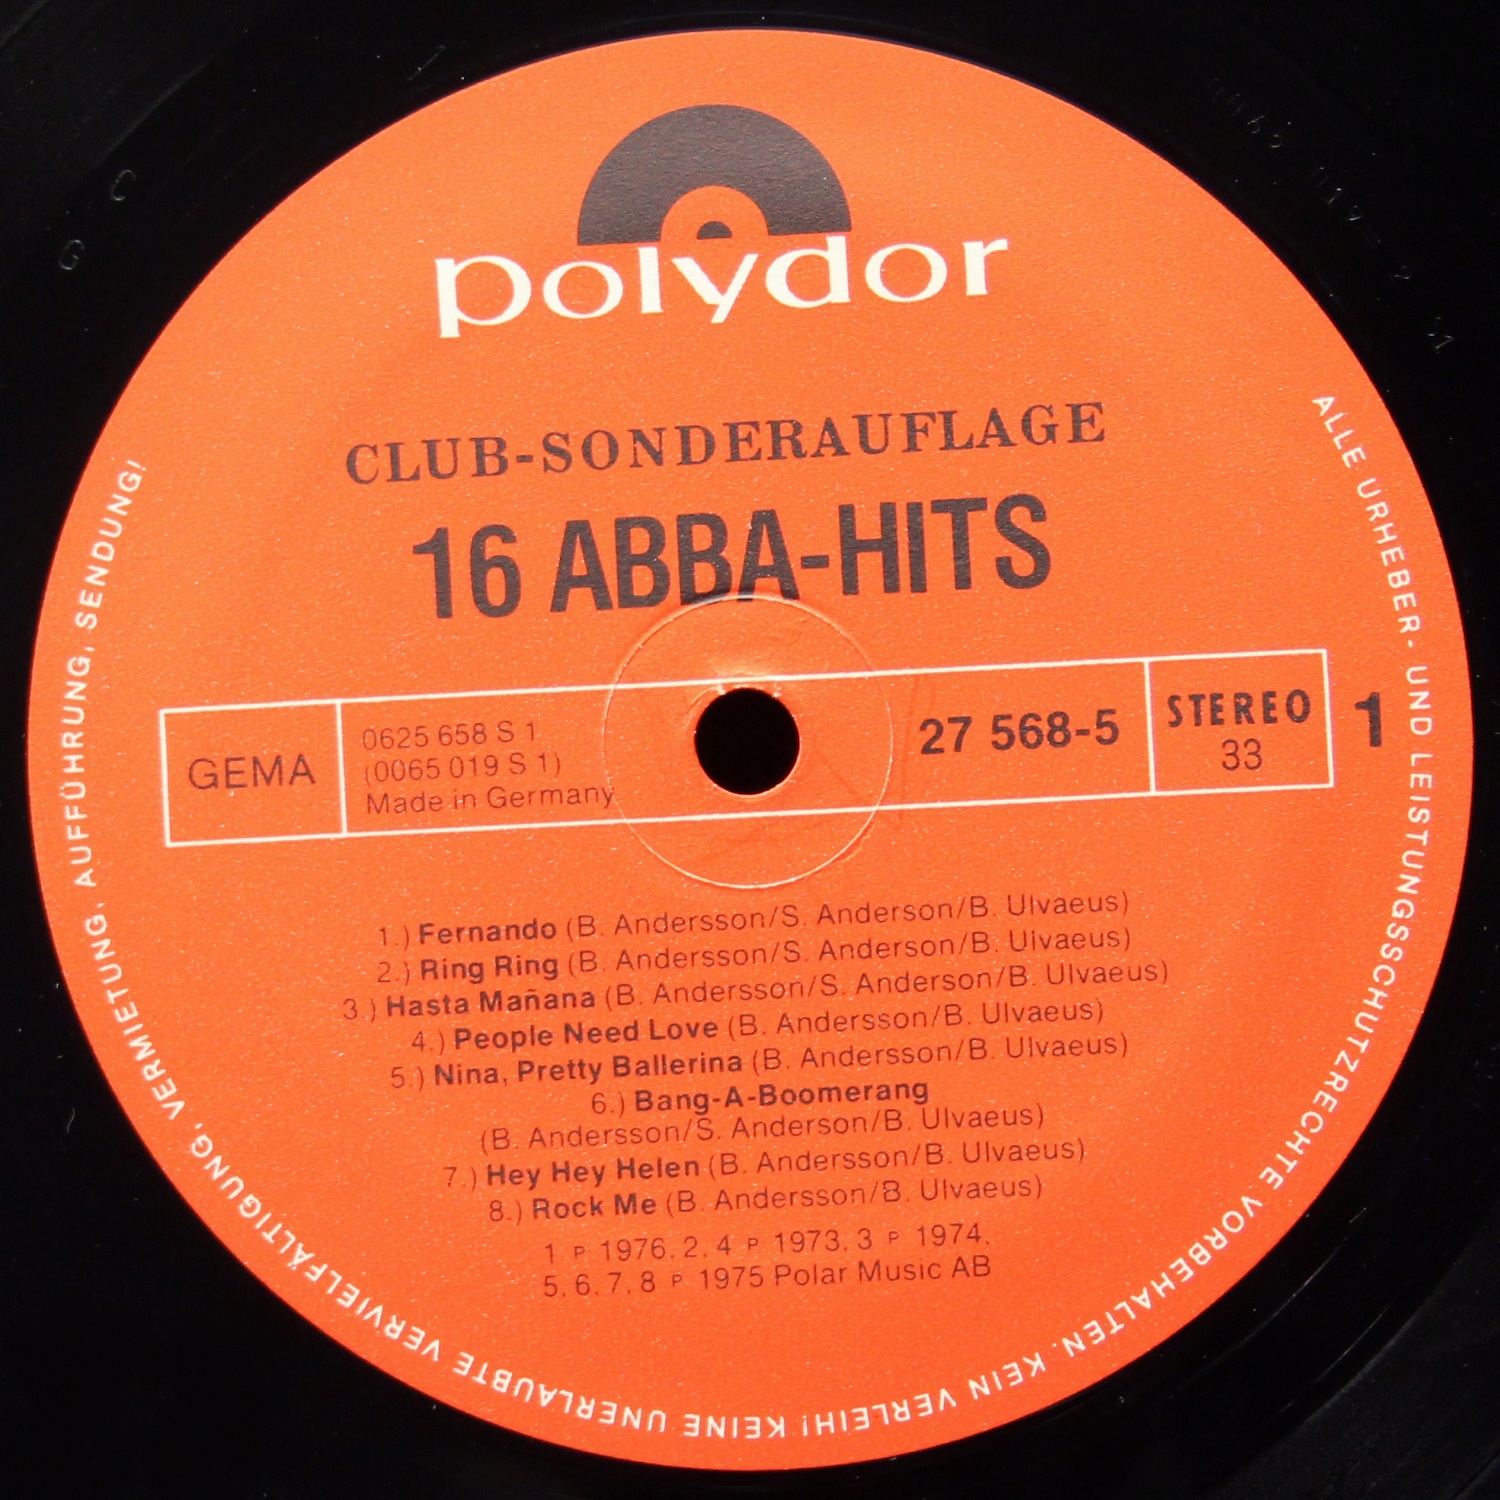 polydor
CLUB-SONDERAUFLAGE
16 ABBA-HITS
GEMA
0625 658 S 1
(0065 019 S 1)
Made in Germany
27 568-5
STEREO
33
1
1.) Fernando (B. Andersson/S. Anderson/B. Ulvaeus)
2.) Ring Ring (B. Andersson/S. Anderson/B. Ulvaeus)
3.) Hasta Mañana (B. Andersson/S. Anderson/B. Ulvaeus)
4.) People Need Love (B. Andersson/B. Ulvaeus)
5.) Nina, Pretty Ballerina (B. Andersson/B. Ulvaeus)
6.) Bang-A-Boomerang
(B. Andersson/S. Anderson/B. Ulvaeus)
7.) Hey Hey Helen (B. Andersson/B. Ulvaeus)
8.) Rock Me (B. Andersson/B. Ulvaeus)
1 P 1976, 2, 4 P 1973, 3 P 1974,
5, 6, 7, 8 P 1975 Polar Music AB
ALLE URHEBER- UND LEISTUNGSSCHUTZRECHTE VORBEHALTEN. KEIN VERLEIH! KEINE UNERLAUBTE VERVIELFÄLTIGUNG, VERMIETUNG, AUFFÜHRUNG, SENDUNG!